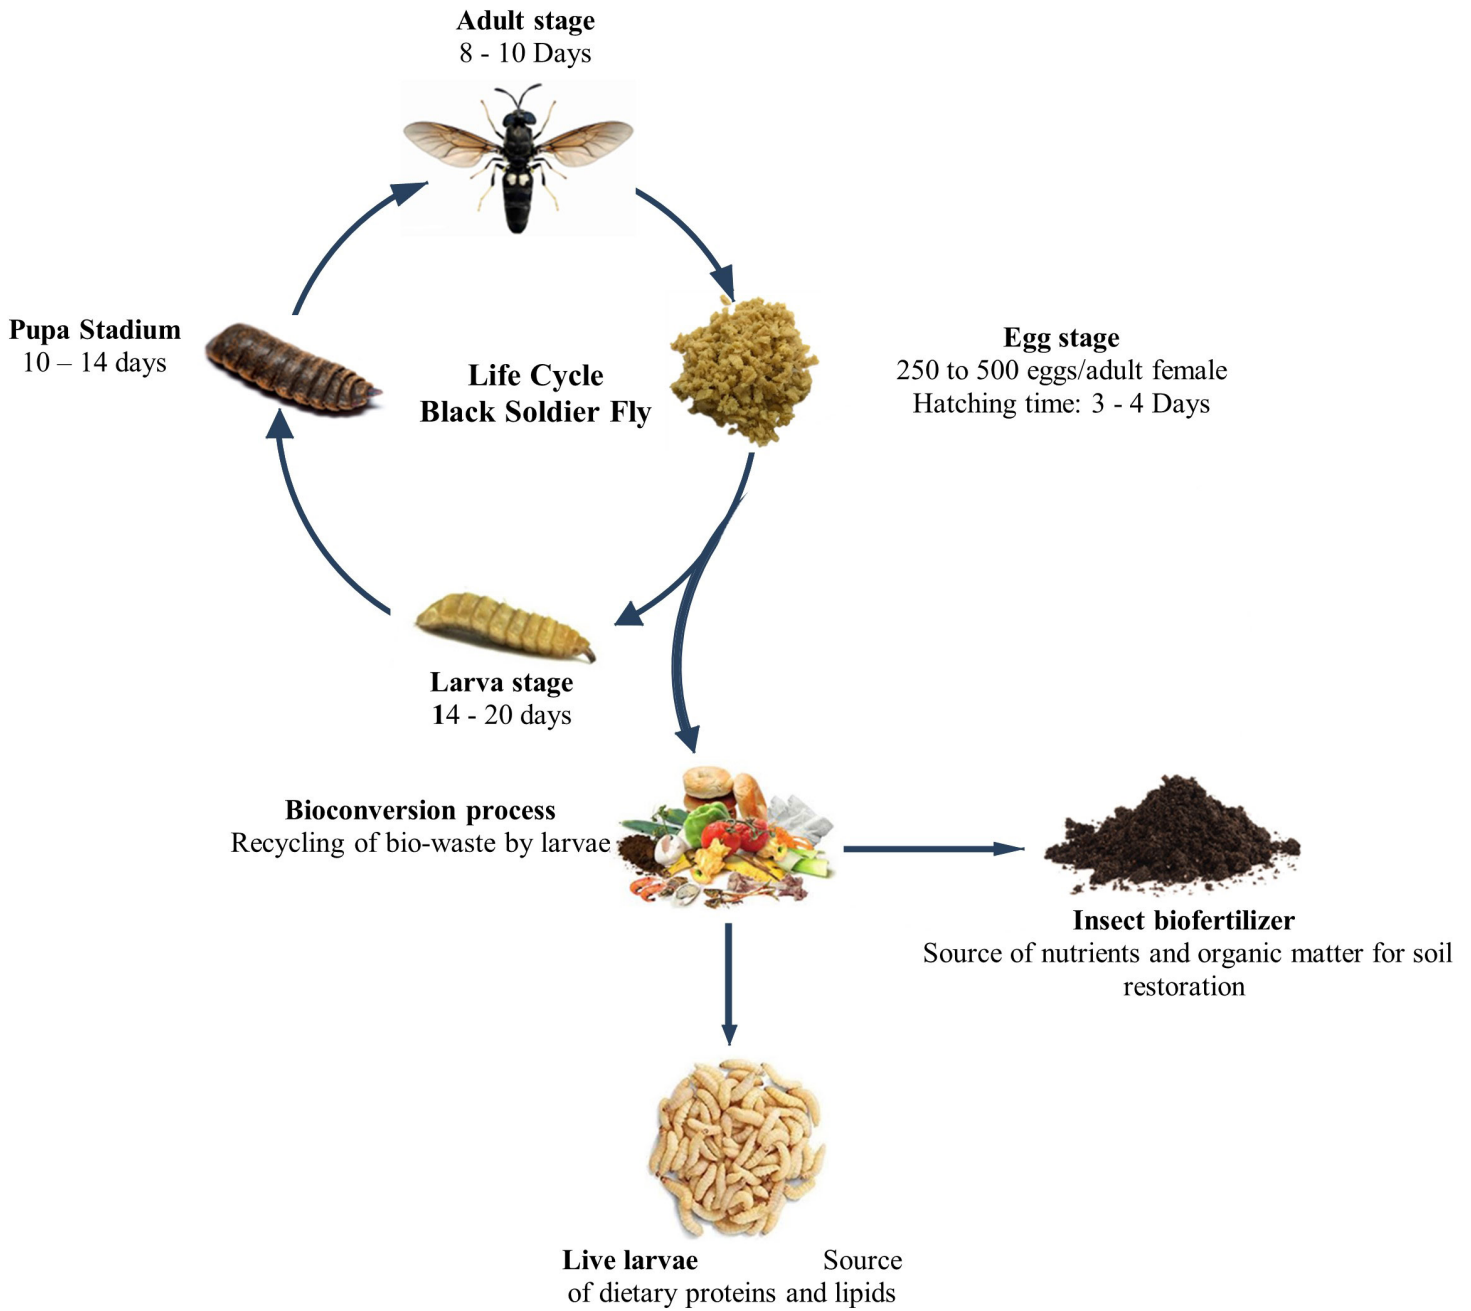 Adult stage
8 - 10 Days
Pupa Stadium
10 – 14 days
Life Cycle
Black Soldier Fly
Egg stage
250 to 500 eggs/adult female
Hatching time: 3 - 4 Days
Larva stage
14 - 20 days
Bioconversion process
Recycling of bio-waste by larvae
Insect biofertilizer
Source of nutrients and organic matter for soil
restoration
Live larvae Source
of dietary proteins and lipids